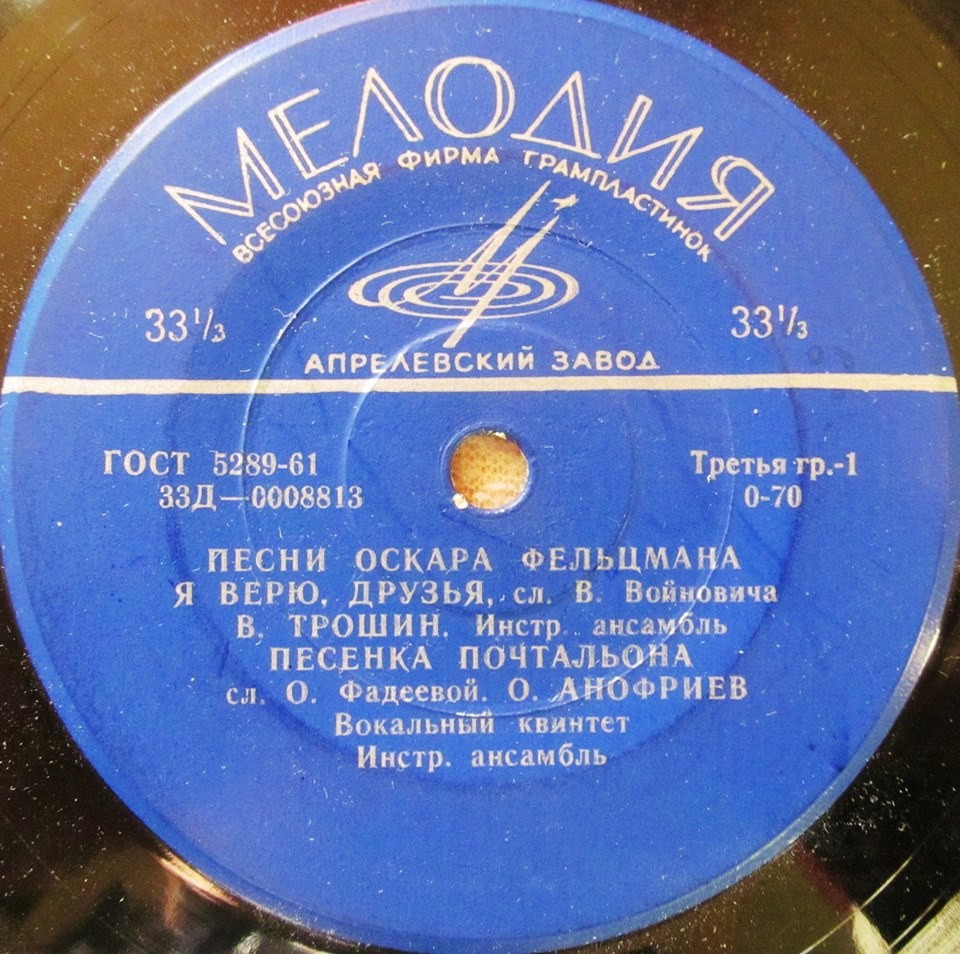 МЕЛОДИЯ
ВСЕСОЮЗНАЯ ФИРМА ГРАМПЛАСТИНОК
33⅓ 33⅓
АПРЕЛЕВСКИЙ ЗАВОД
ГОСТ 5289-61 Третья гр.-1
33Д—0008813 0-70
ПЕСНИ ОСКАРА ФЕЛЬЦМАНА
Я ВЕРЮ, ДРУЗЬЯ, сл. В. Войновича
В. ТРОШИН. Инстр. ансамбль
ПЕСЕНКА ПОЧТАЛЬОНА
сл. О. Фадеевой. О. АНОФРИЕВ
Вокальный квинтет
Инстр. ансамбль